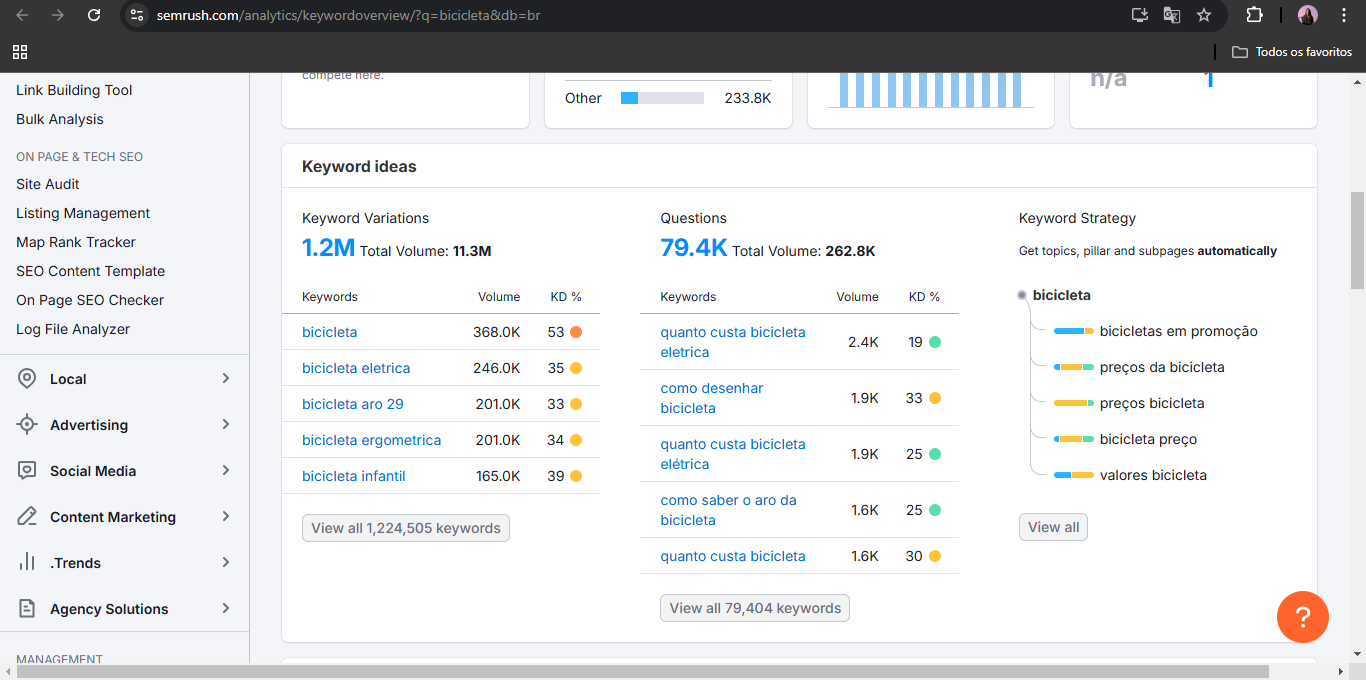 semrush.com/analytics/keywordoverview/?q=bicicleta&db=br
Todos os favoritos
Link Building Tool
Bulk Analysis
ON PAGE & TECH SEO
Site Audit
Listing Management
Map Rank Tracker
SEO Content Template
On Page SEO Checker
Log File Analyzer
Local
Advertising
Social Media
Content Marketing
.Trends
Agency Solutions
MANAGEMENT
compete here.
Other 233.8K
n/a
1
Keyword ideas
Keyword Variations
1.2M Total Volume: 11.3M
Keywords Volume KD %
bicicleta 368.0K 53
bicicleta eletrica 246.0K 35
bicicleta aro 29 201.0K 33
bicicleta ergometrica 201.0K 34
bicicleta infantil 165.0K 39
View all 1,224,505 keywords
Questions
79.4K Total Volume: 262.8K
Keywords Volume KD %
quanto custa bicicleta
eletrica 2.4K 19
como desenhar
bicicleta 1.9K 33
quanto custa bicicleta
elétrica 1.9K 25
como saber o aro da
bicicleta 1.6K 25
quanto custa bicicleta 1.6K 30
View all 79,404 keywords
Keyword Strategy
Get topics, pillar and subpages automatically
bicicleta
bicicletas em promoção
preços da bicicleta
preços bicicleta
bicicleta preço
valores bicicleta
View all
?